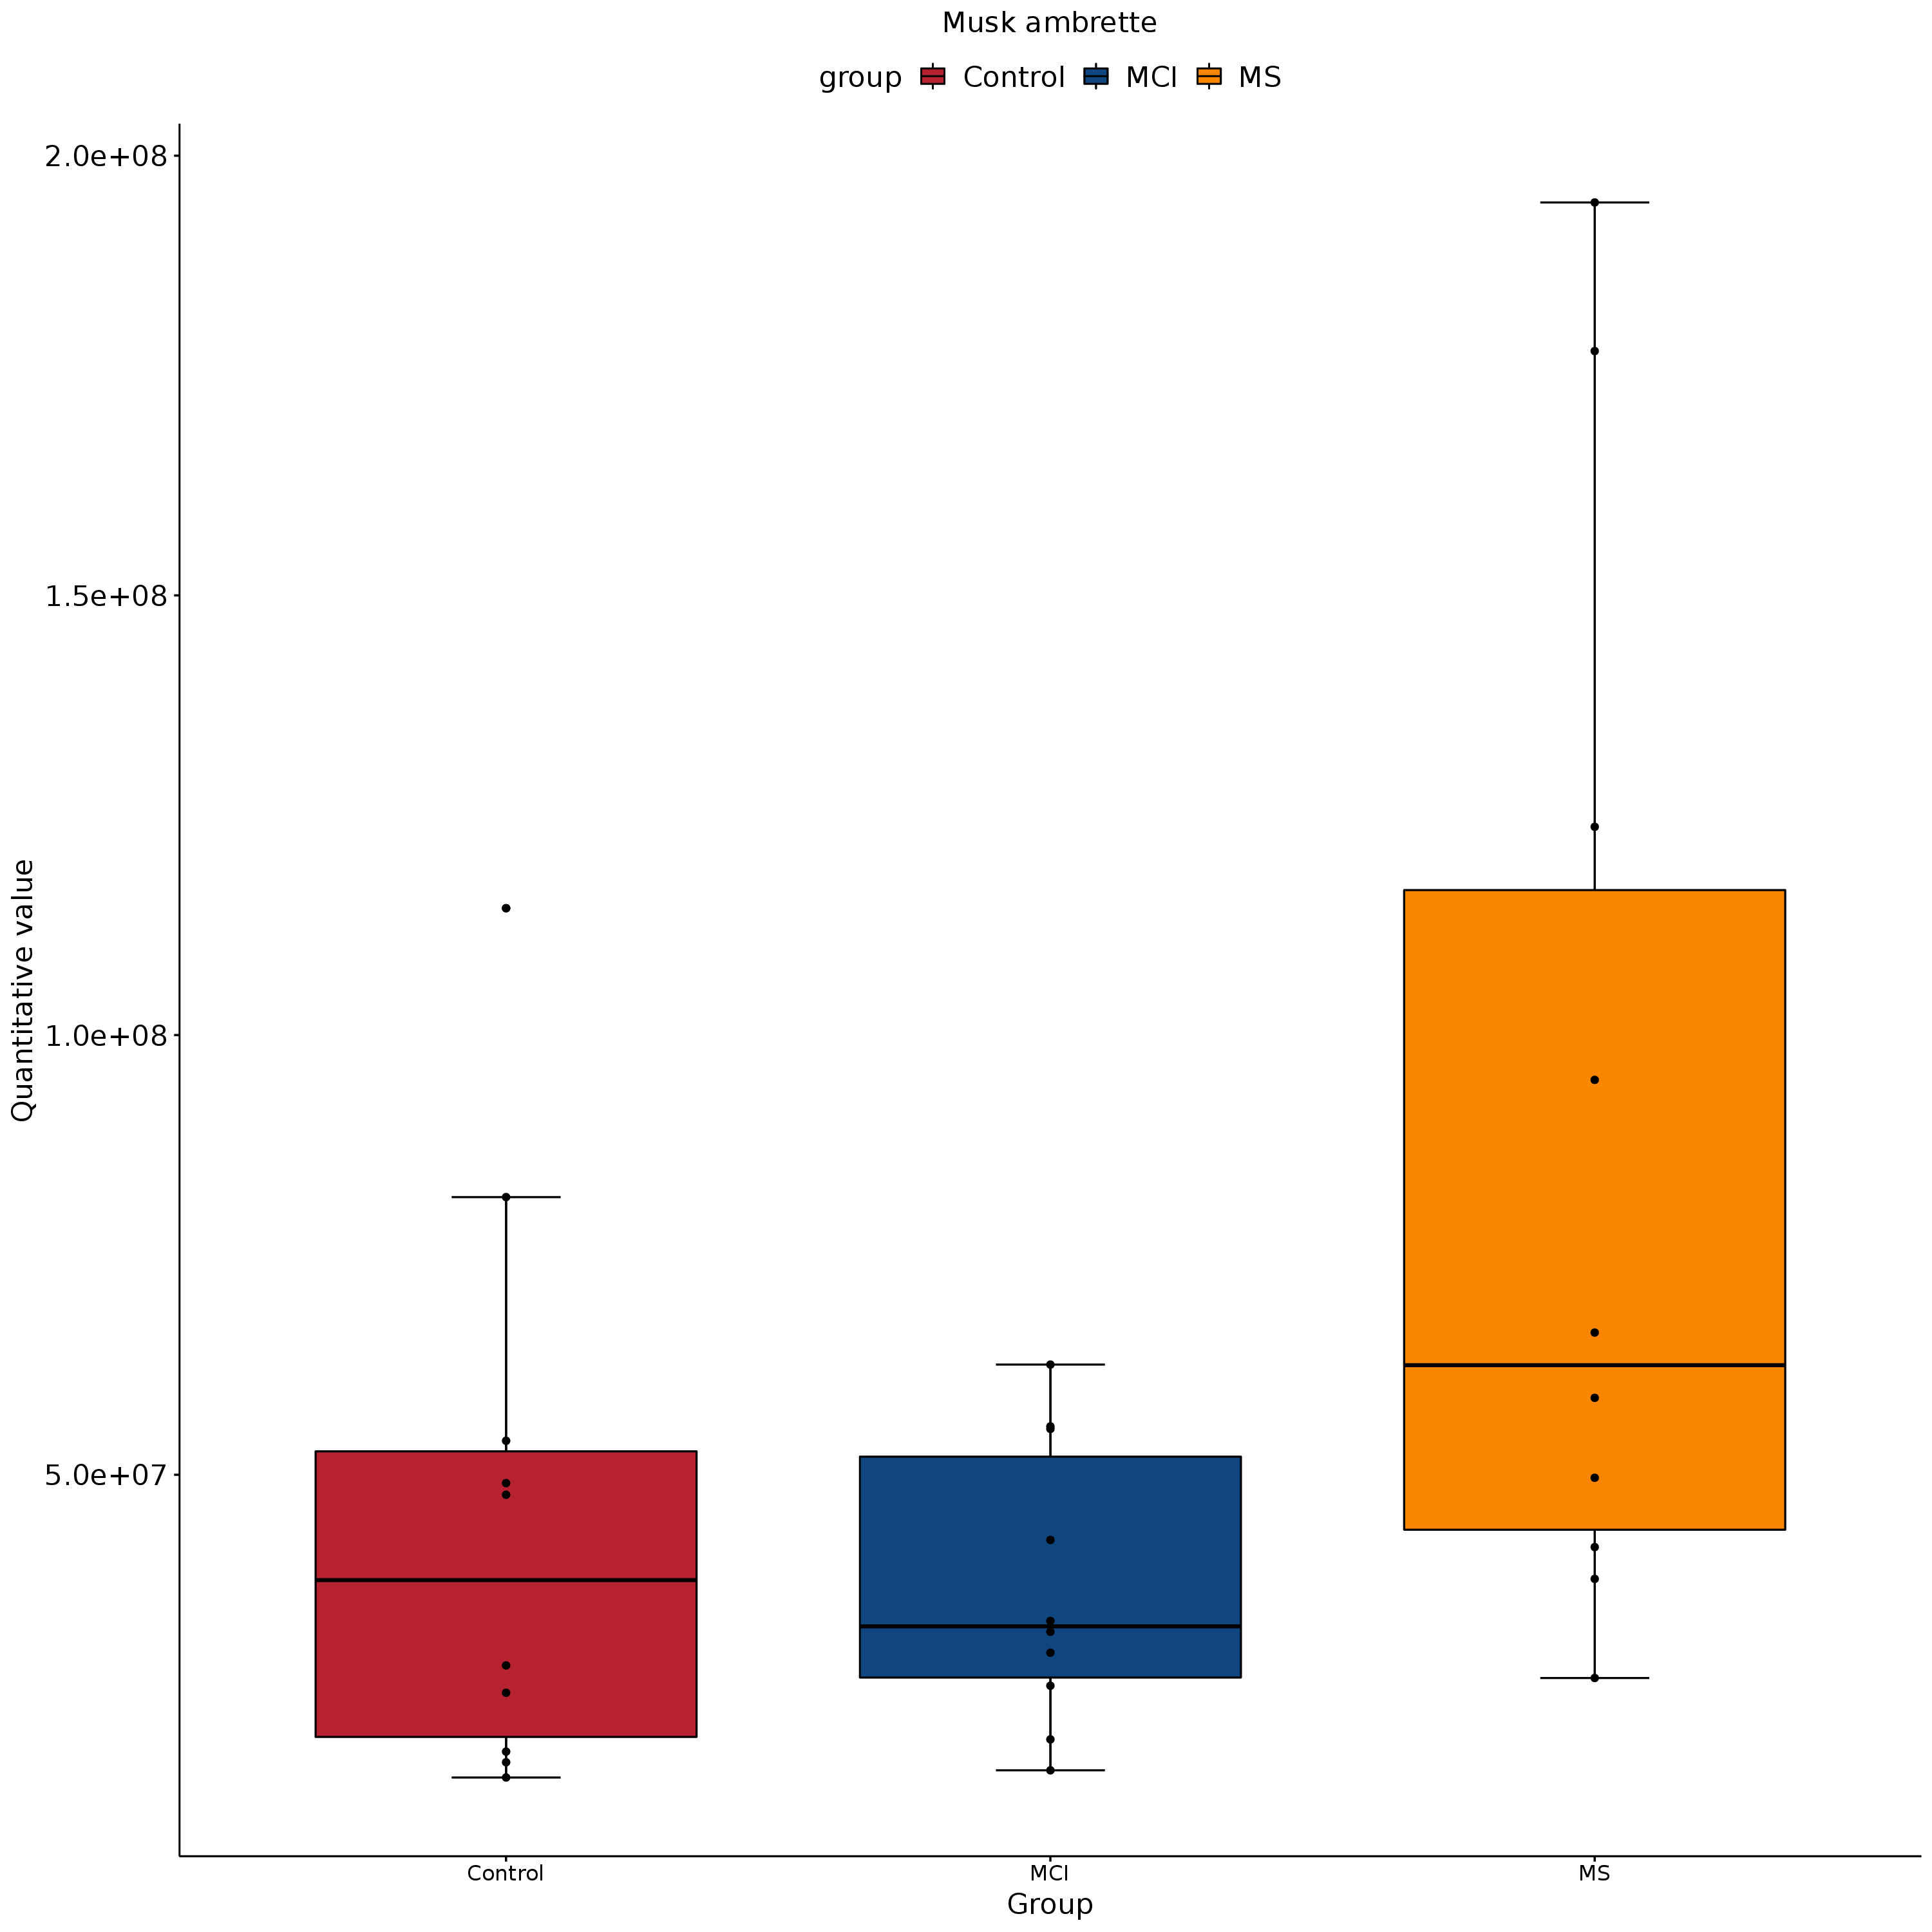 Musk ambrette
group Control MCI MS
2.0e+08
1.5e+08
1.0e+08
5.0e+07
Quantitative value
Control MCI MS
Group